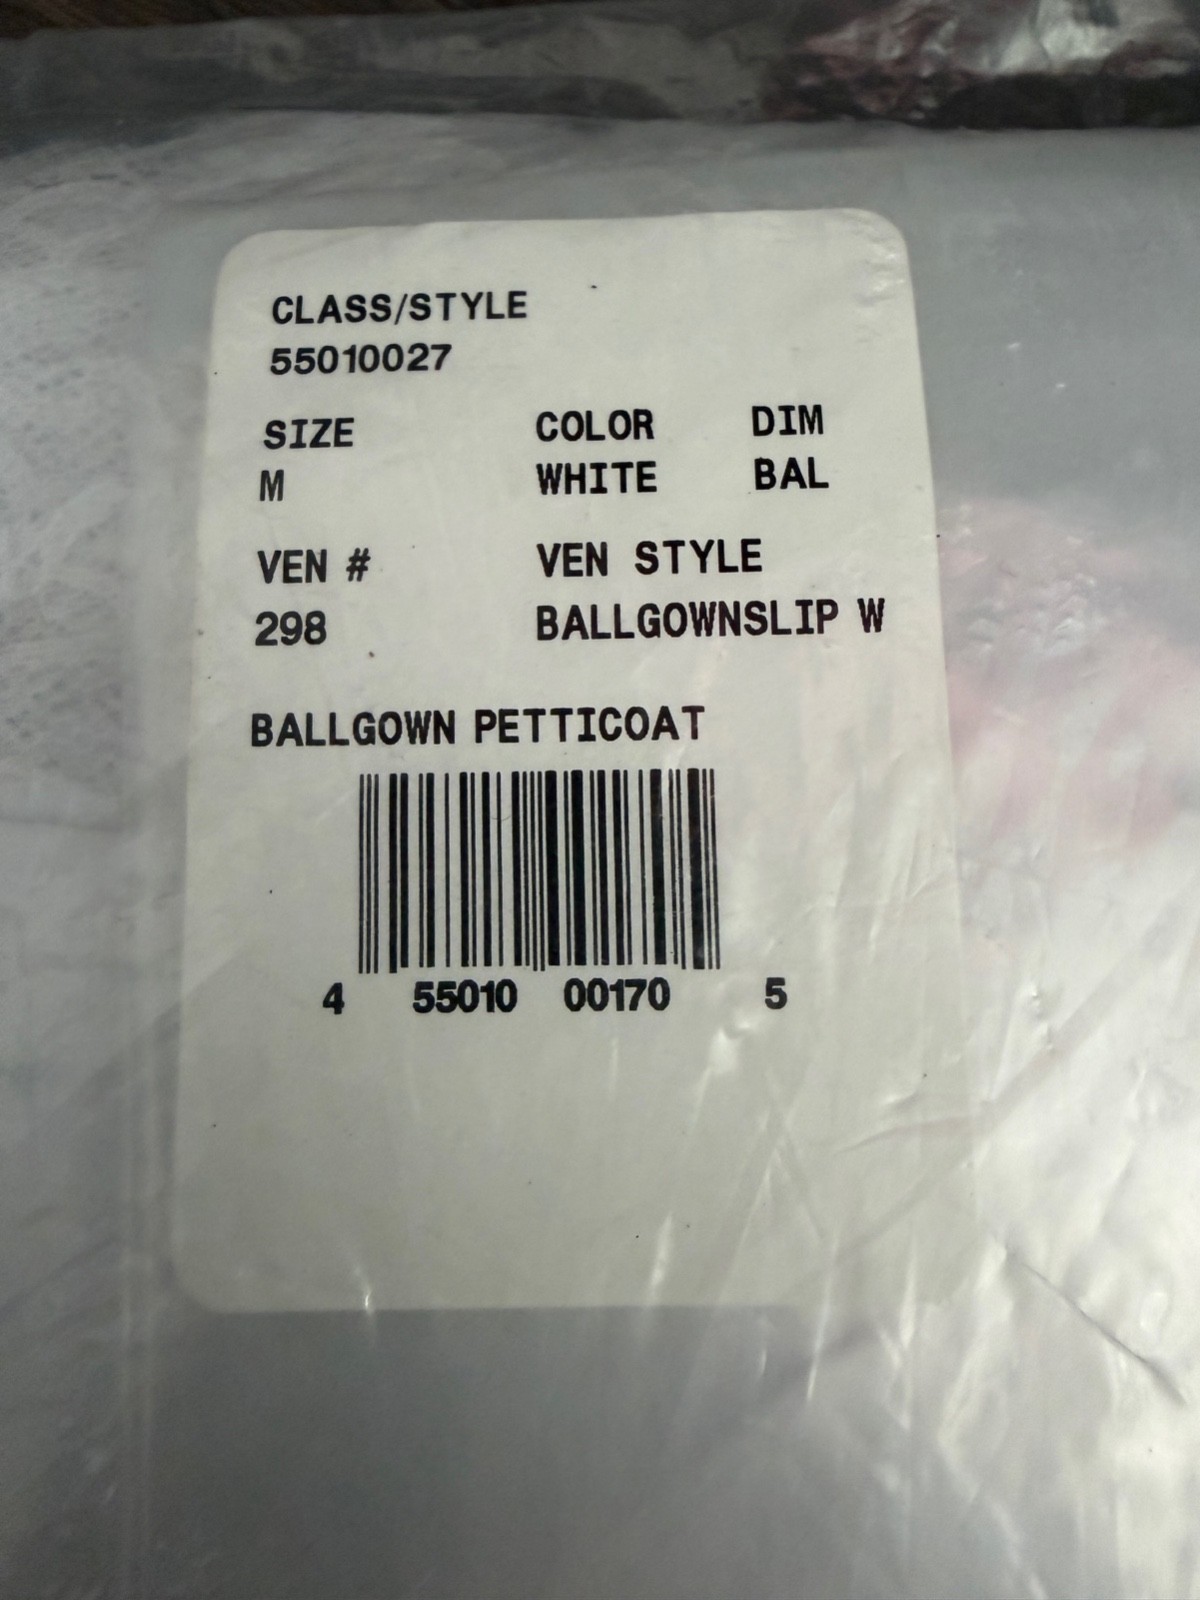 CLASS/STYLE
55010027
SIZE COLOR DIM
M WHITE BAL
VEN # VEN STYLE
298 BALLGOWNSLIP W
BALLGOWN PETTICOAT
4 55010 00170 5